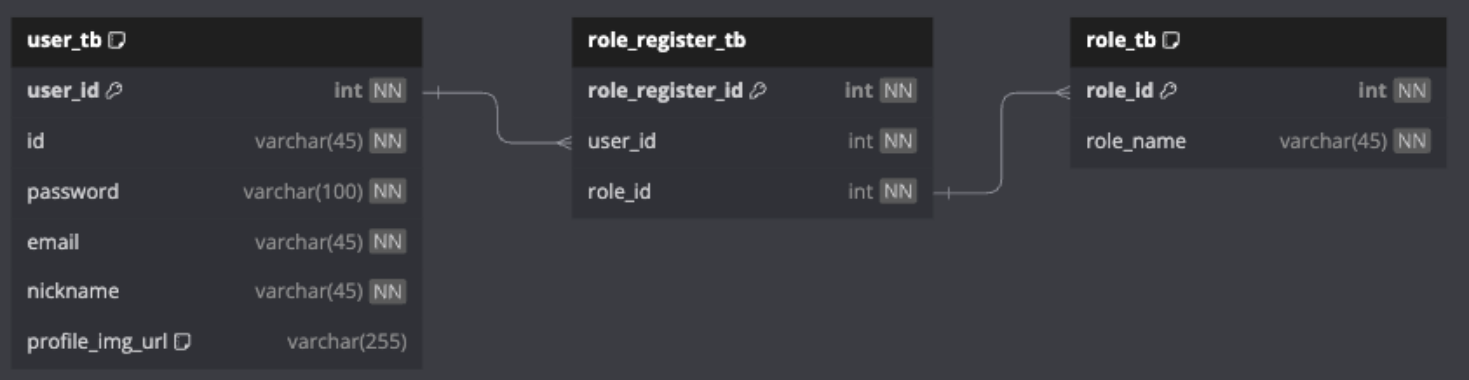 user_tb
user_id int NN
id varchar(45) NN
password varchar(100) NN
email varchar(45) NN
nickname varchar(45) NN
profile_img_url varchar(255)
role_register_tb
role_register_id int NN
user_id int NN
role_id int NN
role_tb
role_id int NN
role_name varchar(45) NN